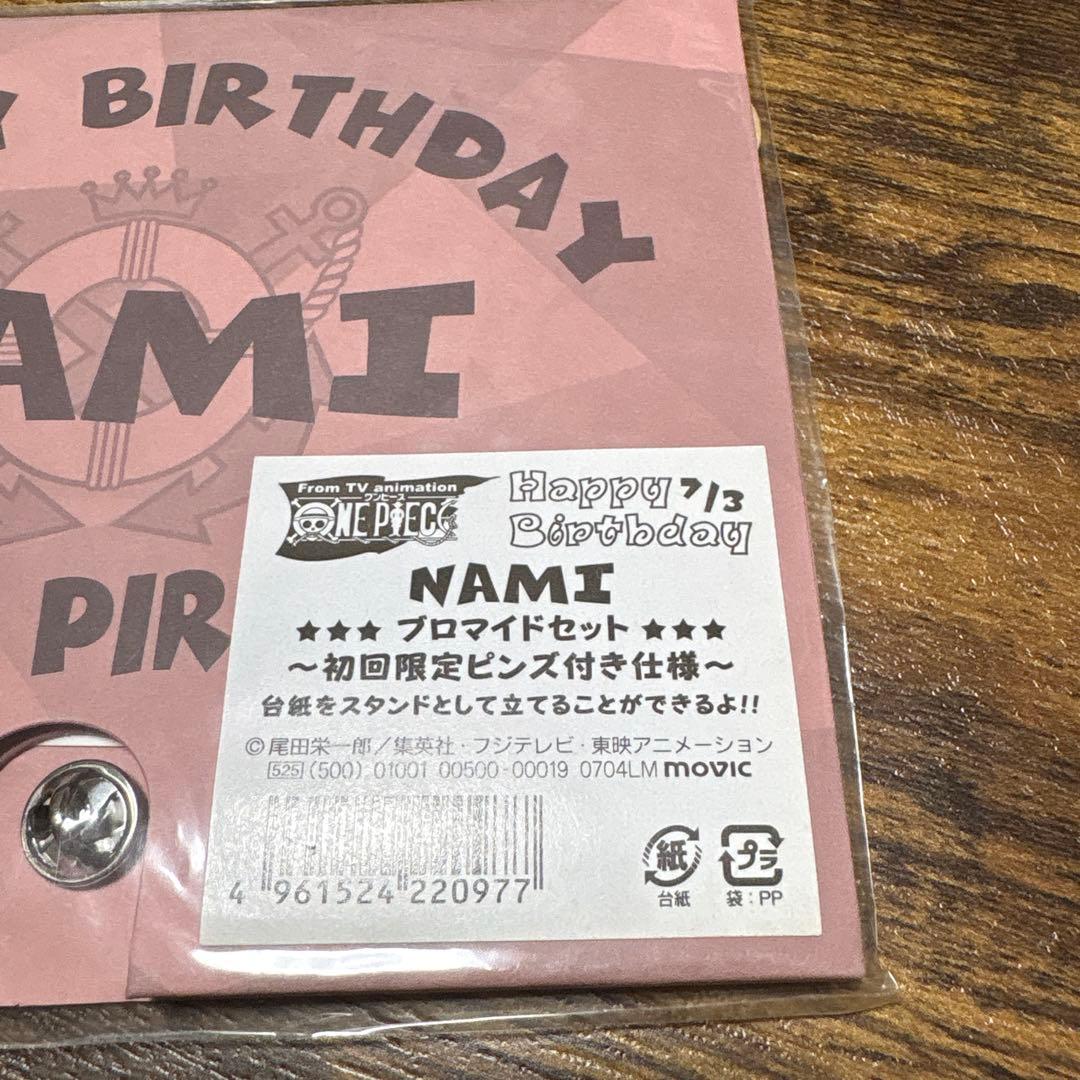 Y BIRTHDAY
AMI
PIR
From TV animation
ワンピース
ONE PIECE
Happy 7/3
Birthday
NAMI
★★★ ブロマイドセット ★★★
~初回限定ピンズ付き仕様~
台紙をスタンドとして立てることができるよ!!
©尾田栄一郎/集英社・フジテレビ・東映アニメーション
525 (500) 01001 00500-00019 0704LM movic
4 961524 220977
紙 プラ
台紙 袋:PP